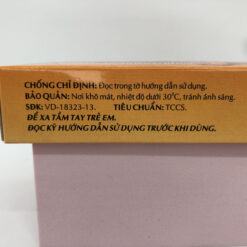 CHỐNG CHỈ ĐỊNH: Đọc trong tờ hướng dẫn sử dụng.
BẢO QUẢN: Nơi khô mát, nhiệt độ dưới 30°C, tránh ánh sáng.
SĐK: VD-18323-13. TIÊU CHUẨN: TCCS.
ĐỂ XA TẦM TAY TRẺ EM.
ĐỌC KỸ HƯỚNG DẪN SỬ DỤNG TRƯỚC KHI DÙNG.